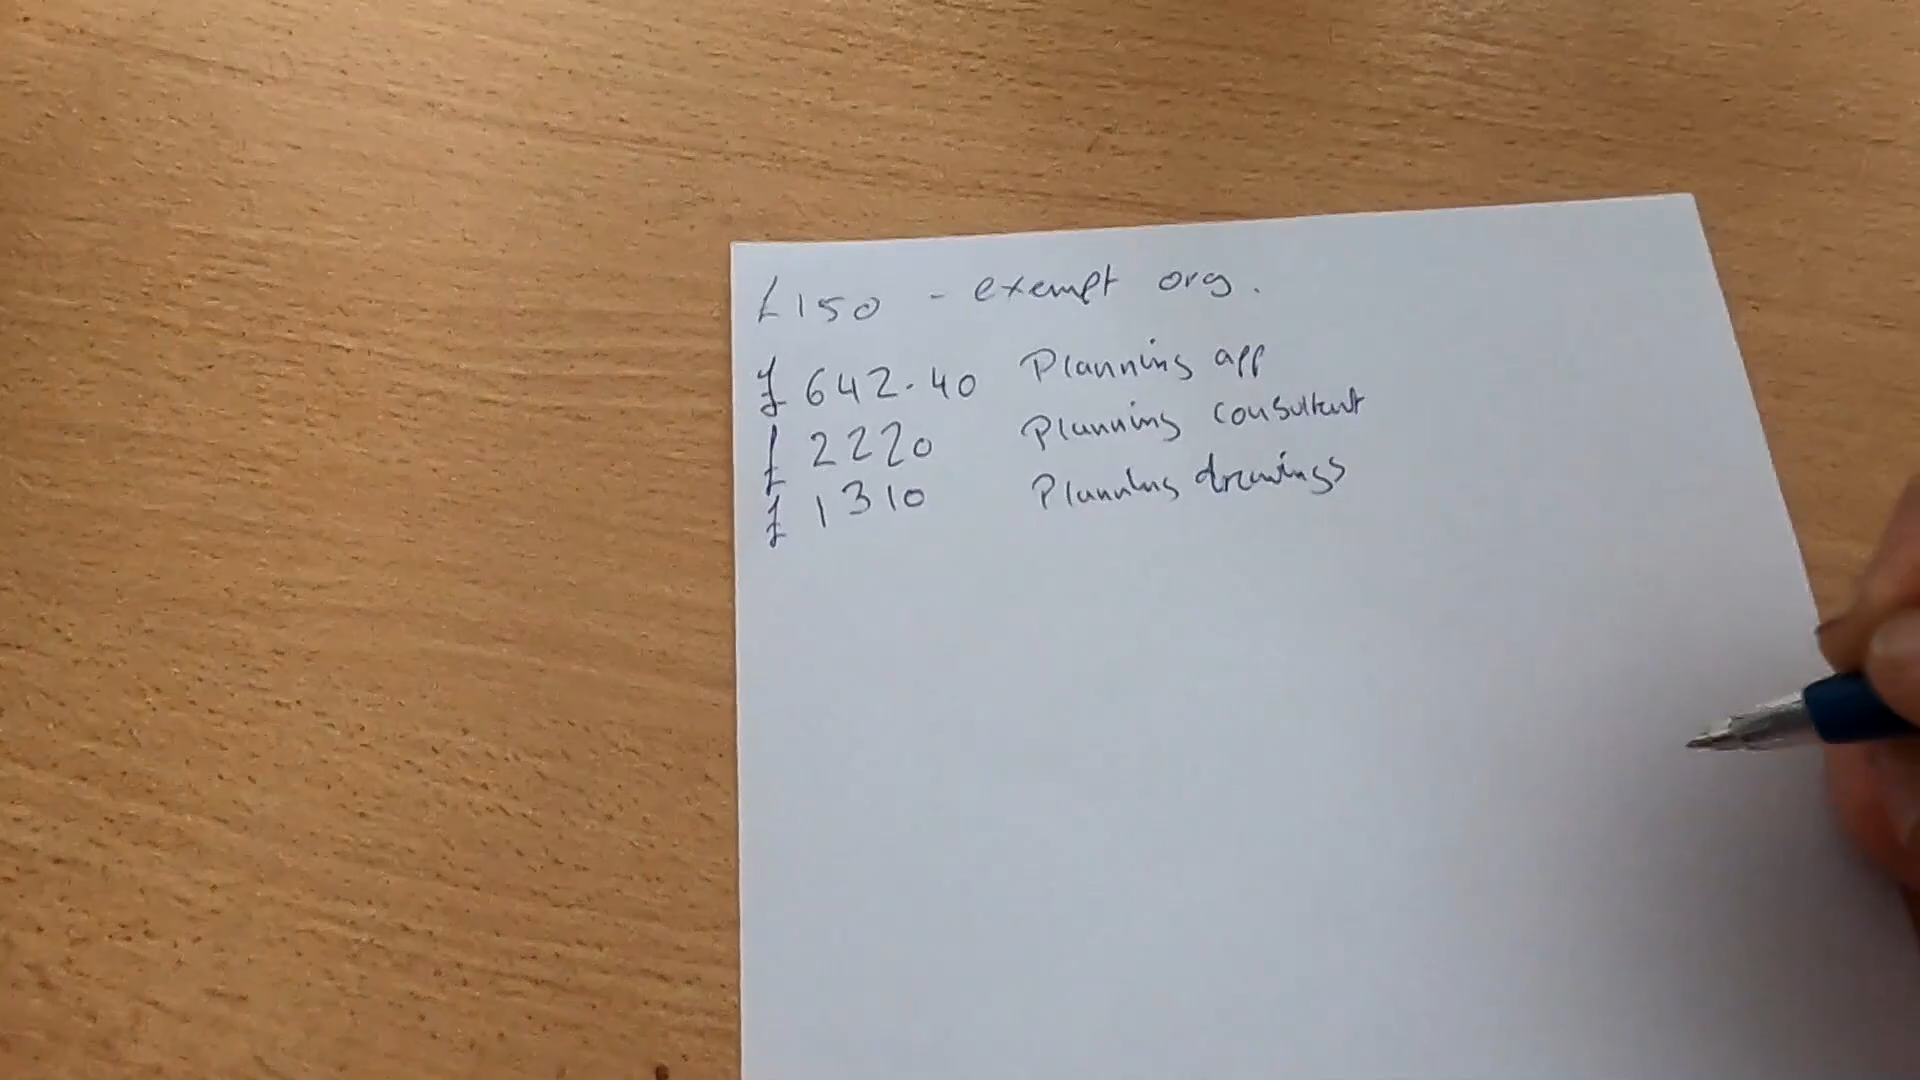 £150 - exempt org.
£642.40 Planning app
£2220 Planning consultant
£1310 Planning drawings